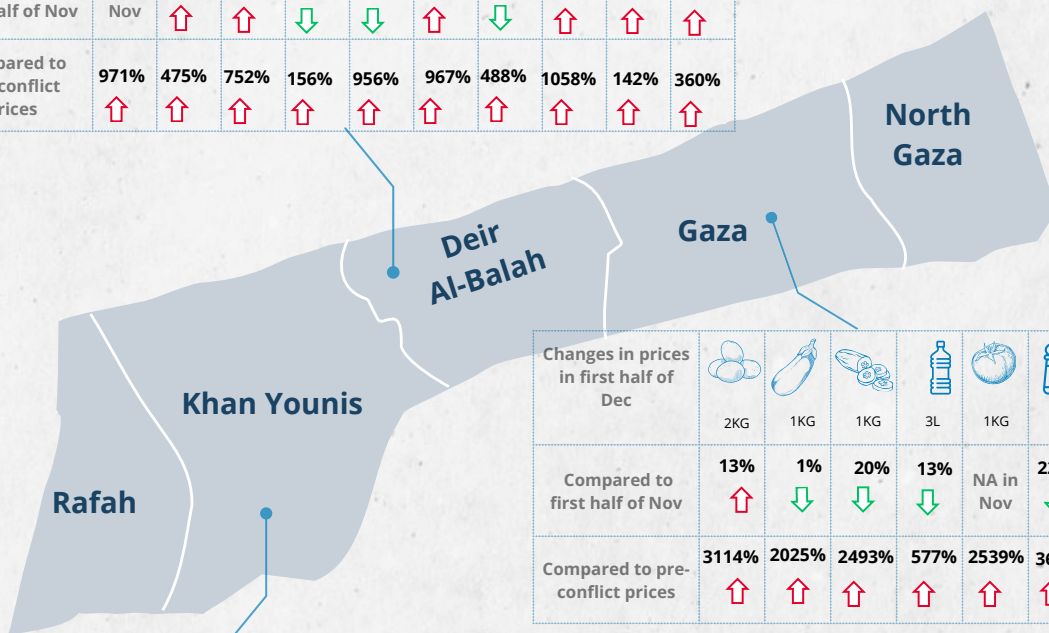 Nov
971% 475% 752% 156% 956% 967% 488% 1058% 142% 360%
North
Gaza
Gaza
Deir
Al-Balah
Khan Younis
Rafah
Changes in prices
in first half of
Dec
2KG 1KG 1KG 3L 1KG
Compared to
first half of Nov
13% 1% 20% 13% NA in
Nov
Compared to pre-
conflict prices
3114% 2025% 2493% 577% 2539%
of Nov
to
conflict